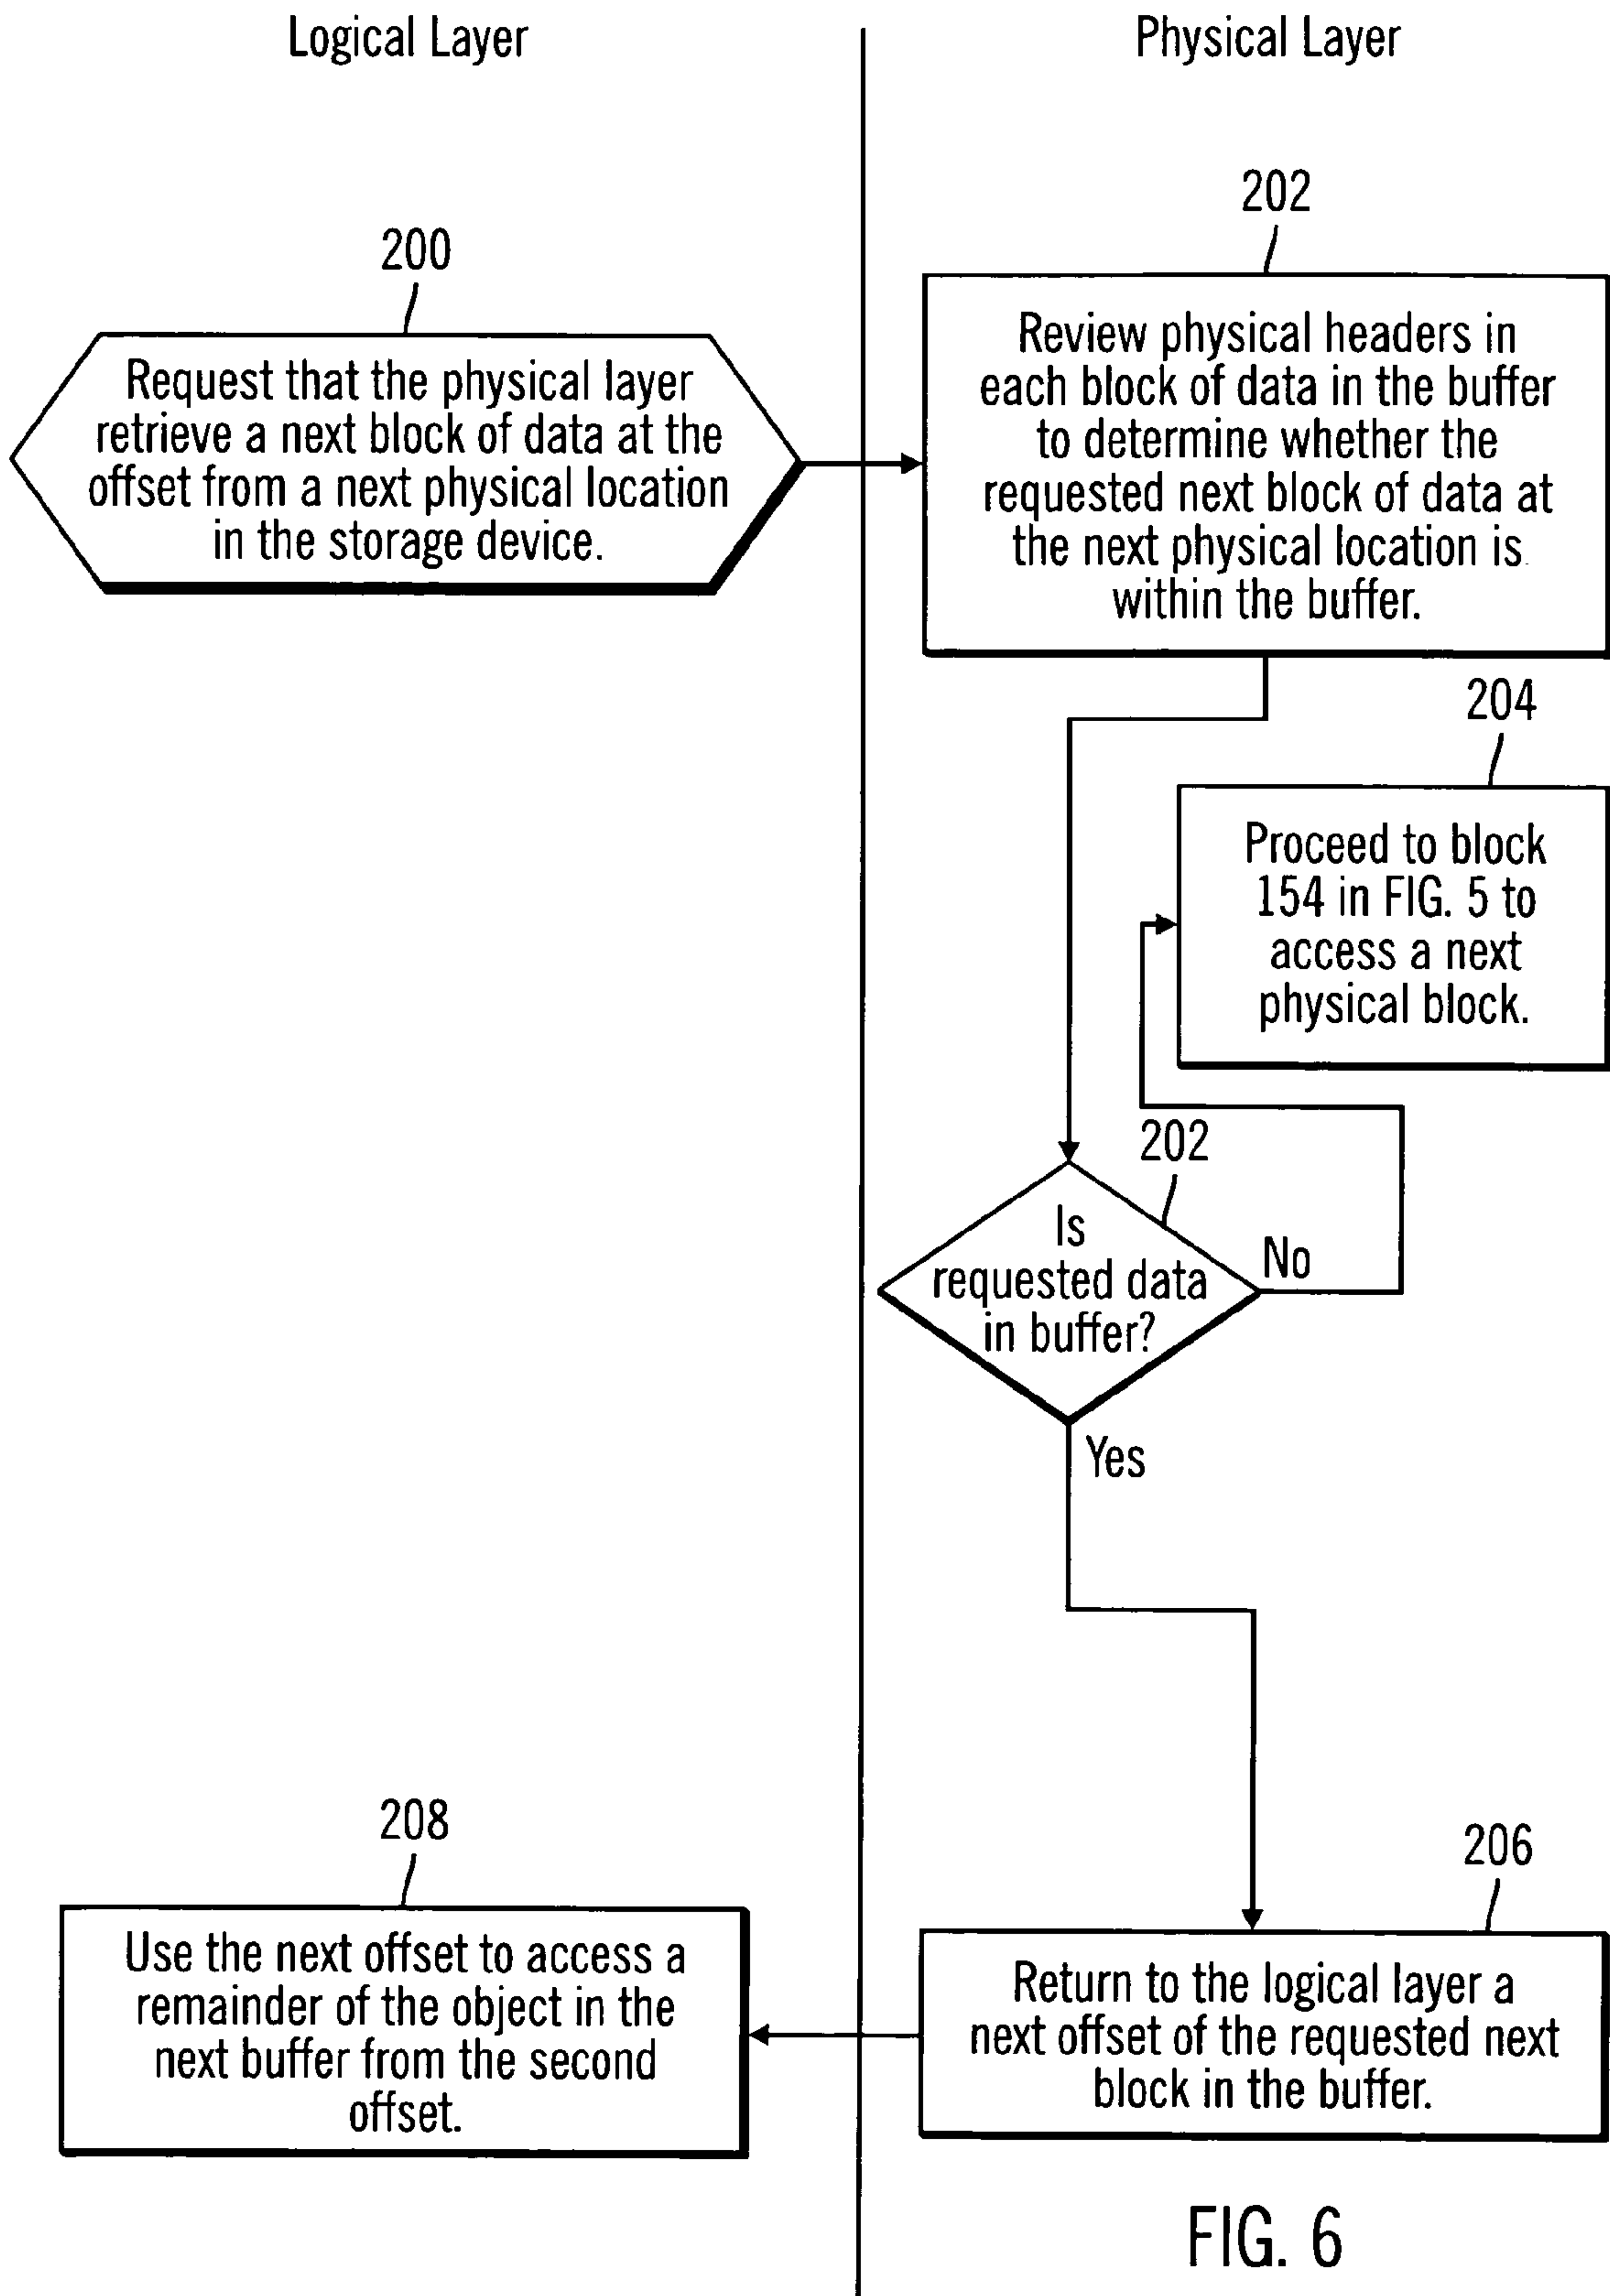 Logical Layer
Physical Layer
200
Request that the physical layer
retrieve a next block of data at the
offset from a next physical location
in the storage device.
202
Review physical headers in
each block of data in the buffer
to determine whether the
requested next block of data at
the next physical location is
within the buffer.
204
Proceed to block
154 in FIG. 5 to
access a next
physical block.
202
Is
requested data
in buffer?
No
Yes
206
Return to the logical layer a
next offset of the requested next
block in the buffer.
208
Use the next offset to access a
remainder of the object in the
next buffer from the second
offset.
FIG. 6